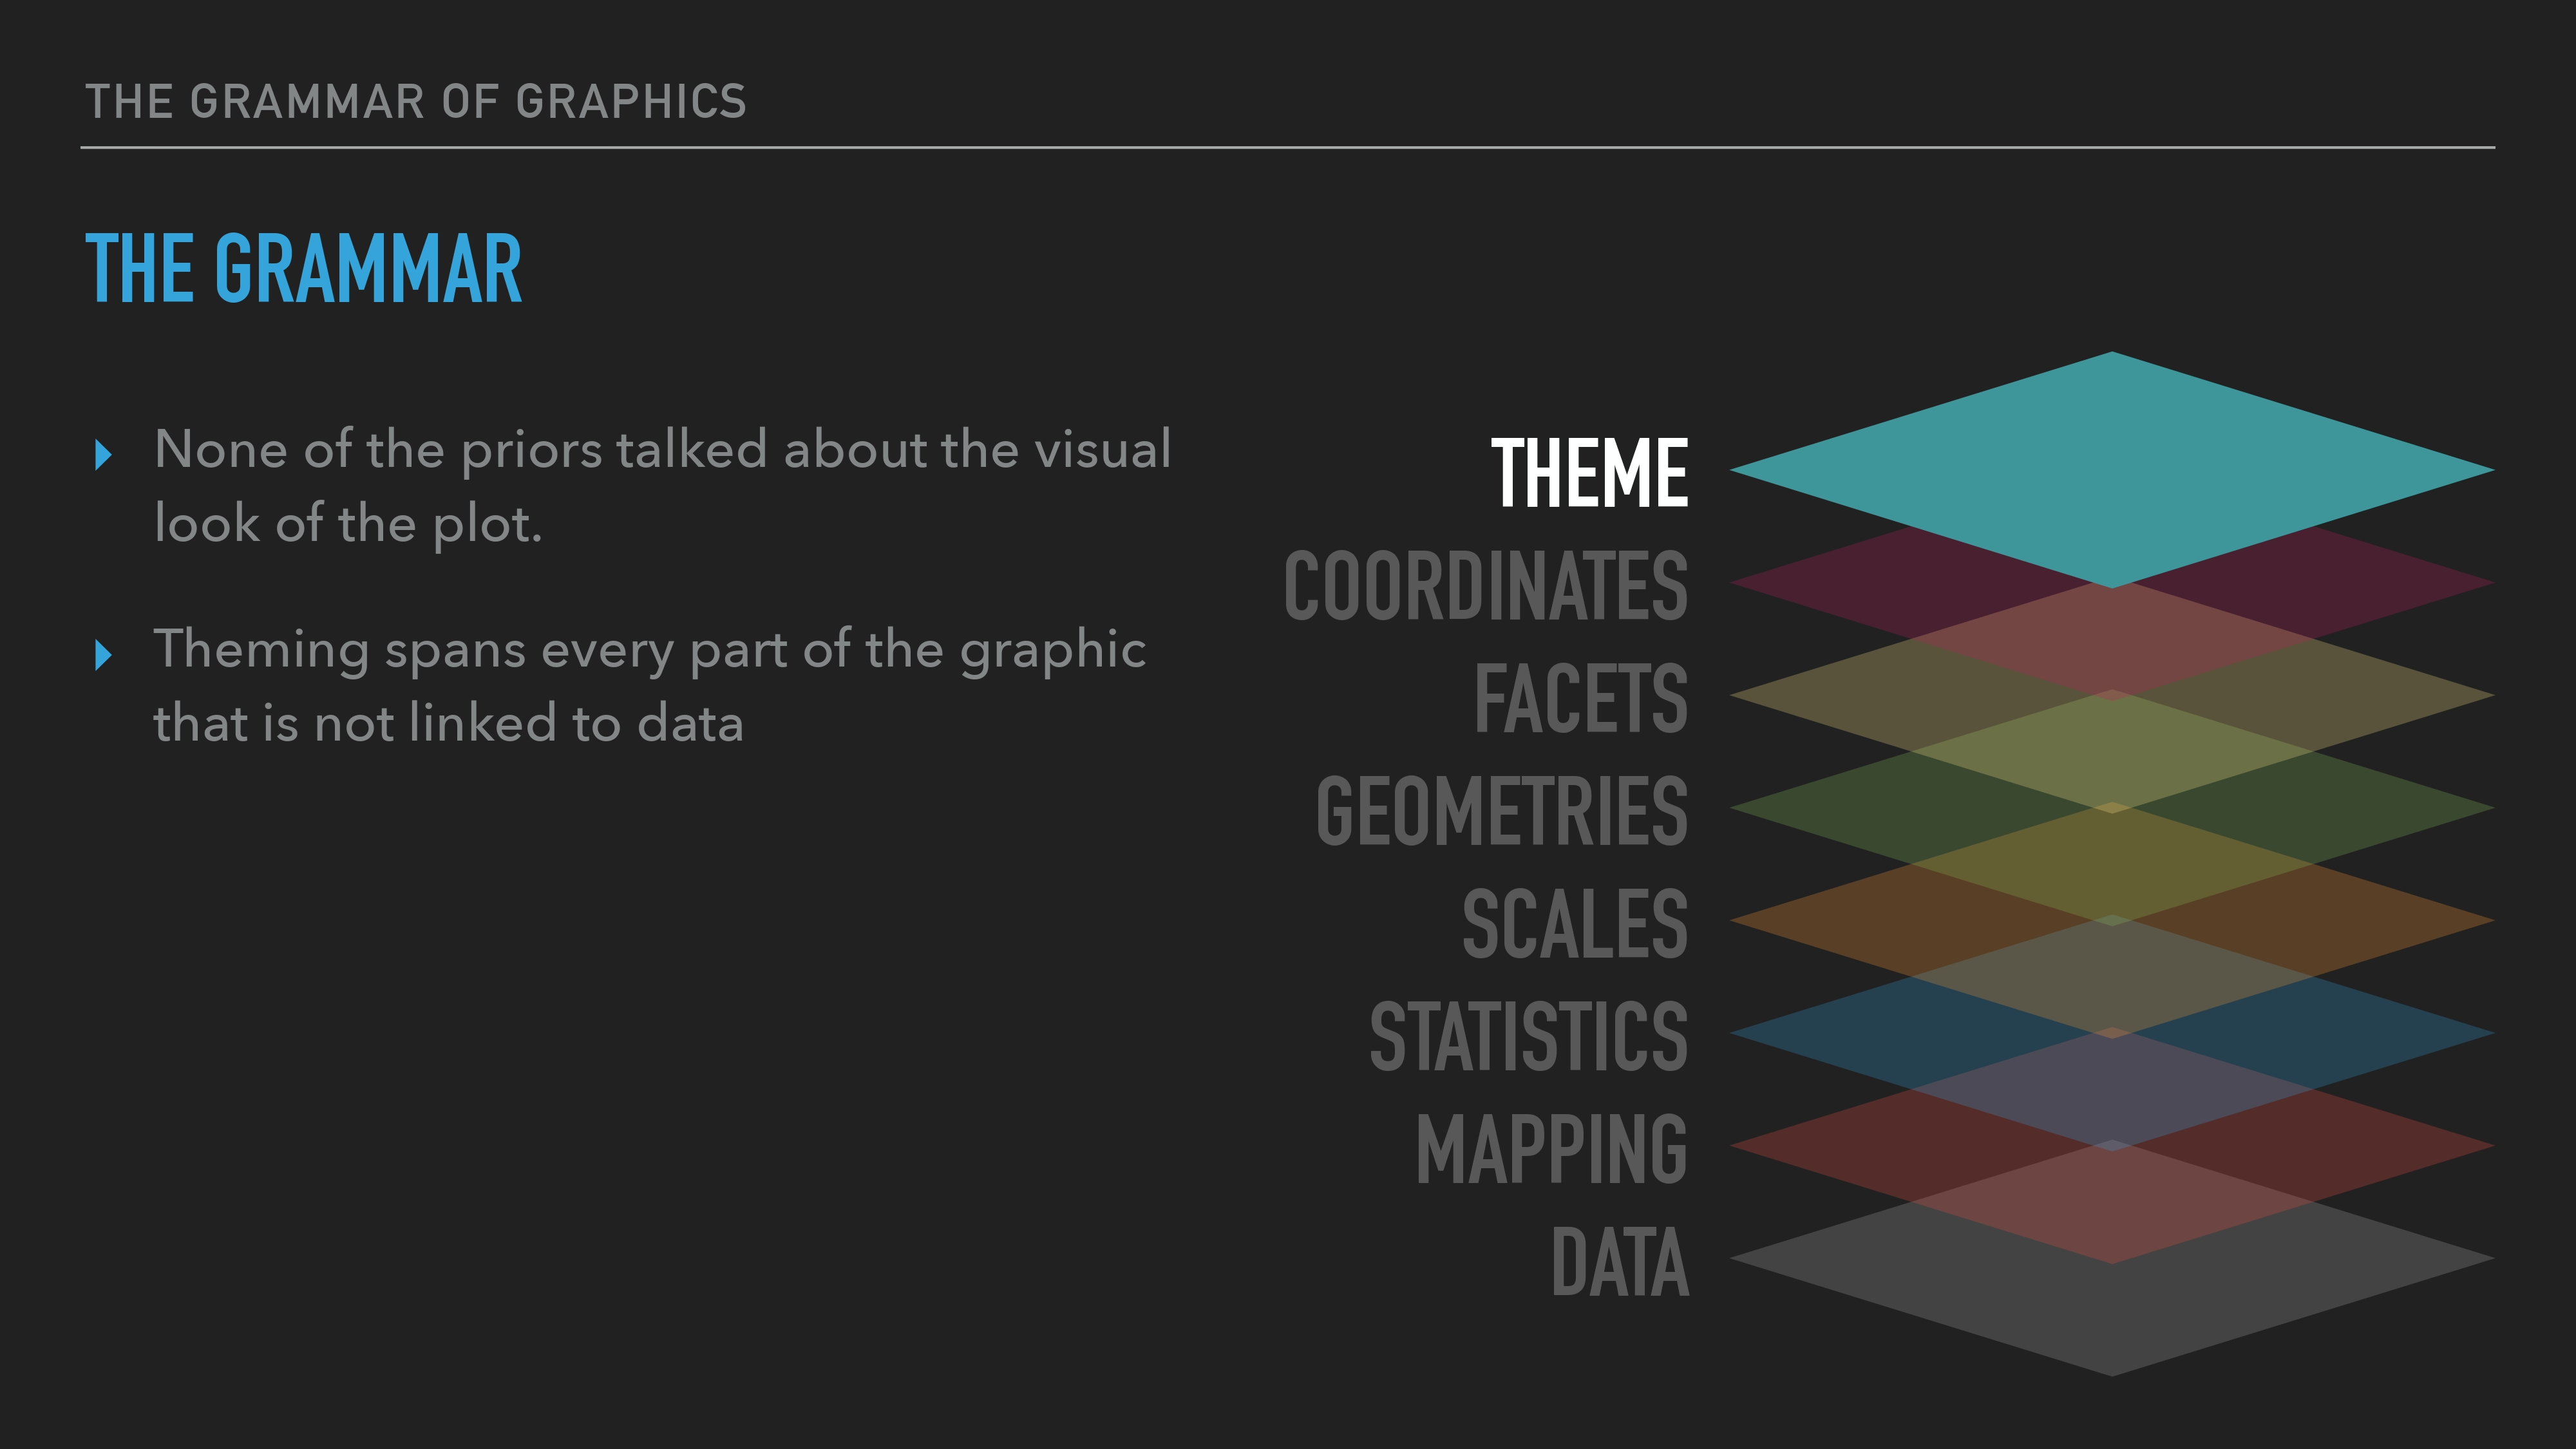 THE GRAMMAR OF GRAPHICS
THE GRAMMAR
None of the priors talked about the visual
look of the plot.
Theming spans every part of the graphic
that is not linked to data
THEME
COORDINATES
FACETS
GEOMETRIES
SCALES
STATISTICS
MAPPING
DATA